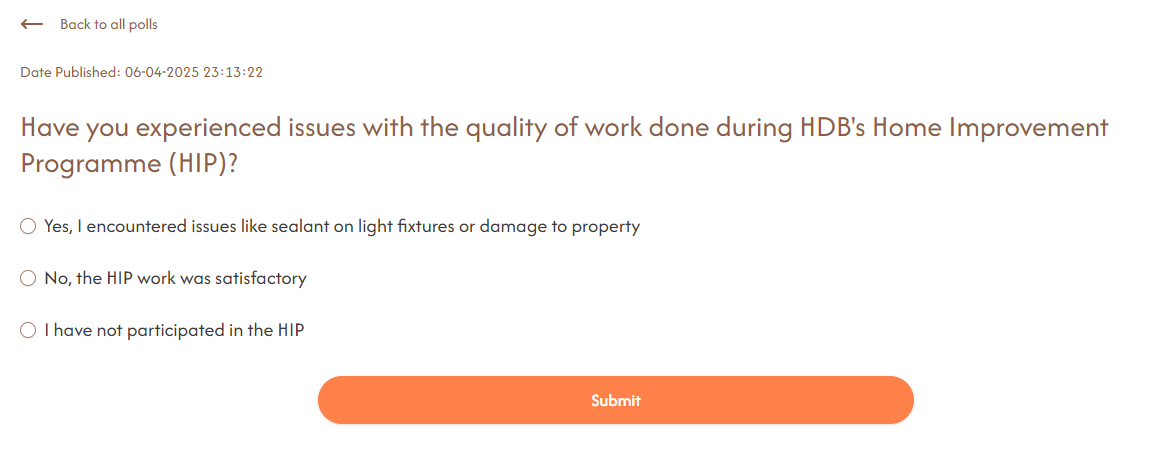 Back to all polls
Date Published: 06-04-2025 23:13:22
Have you experienced issues with the quality of work done during HDB's Home Improvement
Programme (HIP)?
Yes, I encountered issues like sealant on light fixtures or damage to property
No, the HIP work was satisfactory
I have not participated in the HIP
Submit